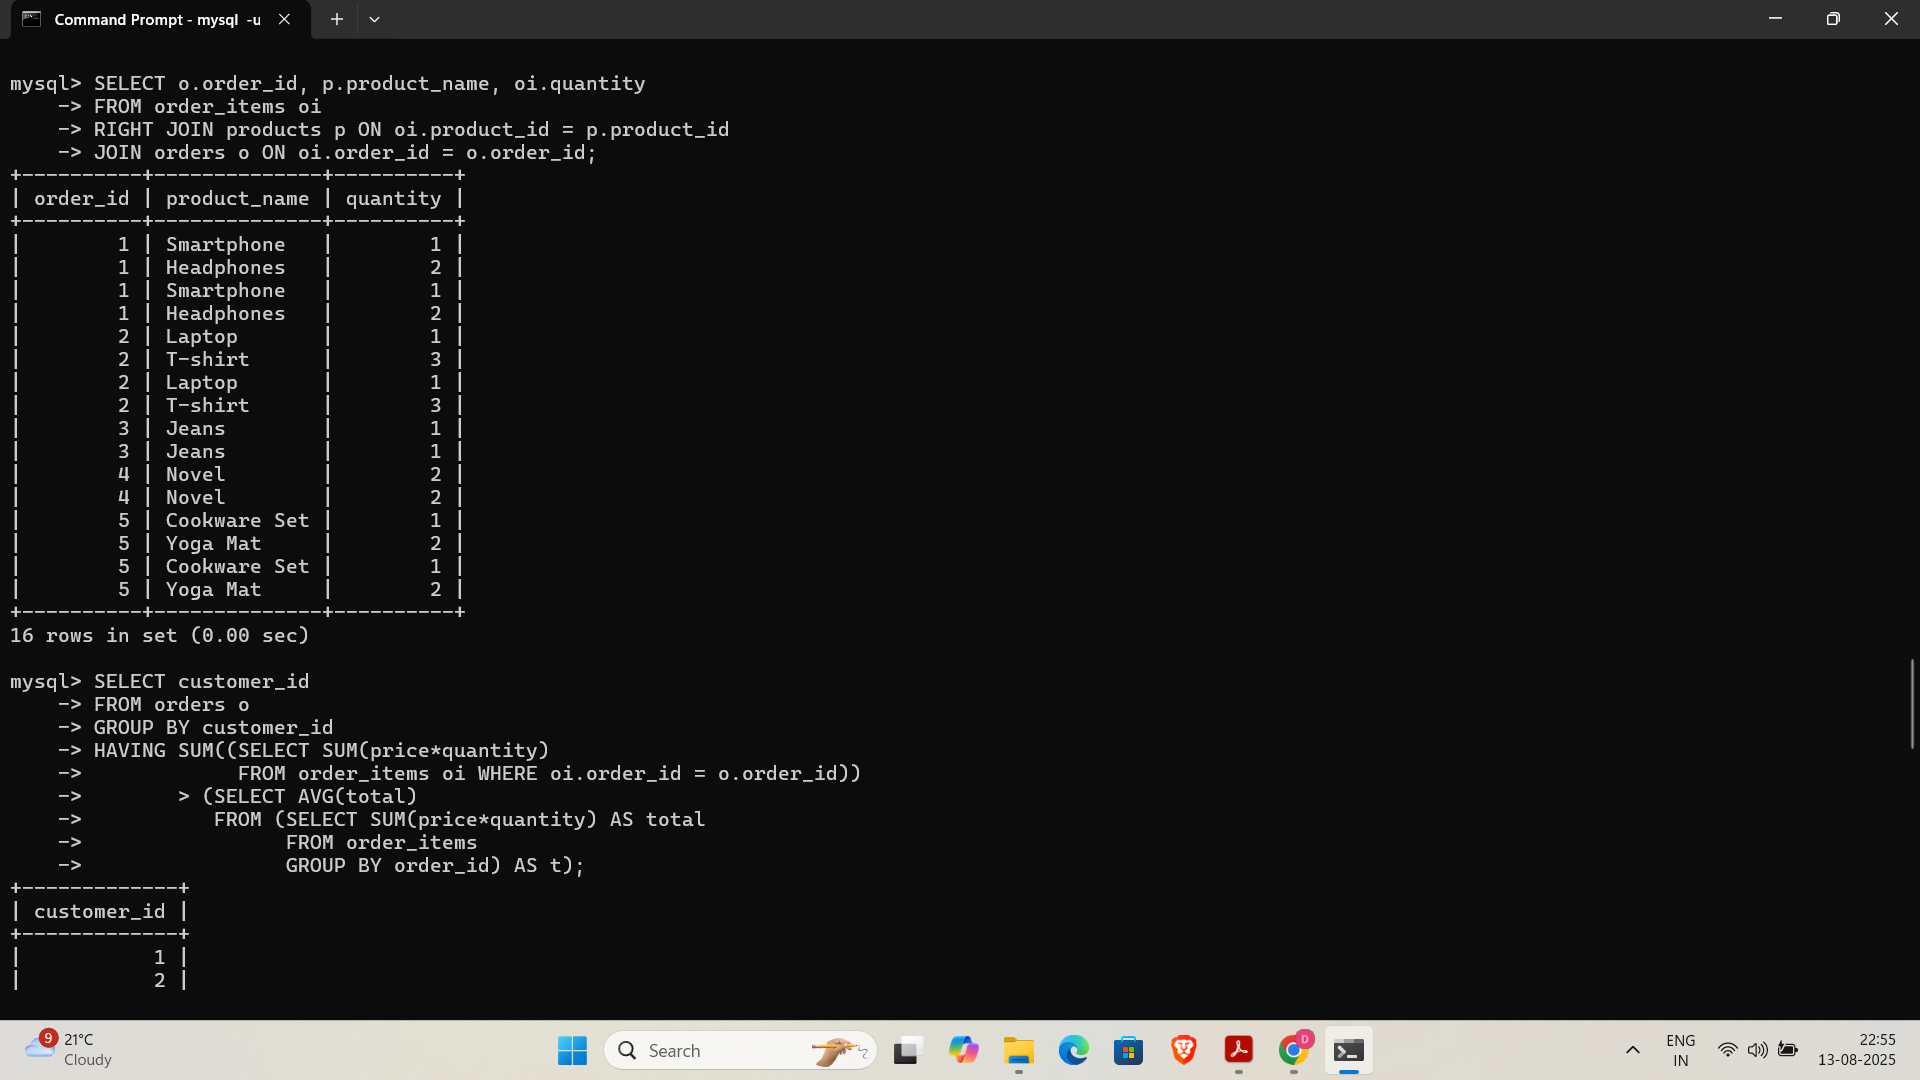 Command Prompt - mysql -u
mysql> SELECT o.order_id, p.product_name, oi.quantity
    -> FROM order_items oi
    -> RIGHT JOIN products p ON oi.product_id = p.product_id
    -> JOIN orders o ON oi.order_id = o.order_id;
+----------+--------------+----------+
| order_id | product_name | quantity |
+----------+--------------+----------+
|        1 | Smartphone   |        1 |
|        1 | Headphones   |        2 |
|        1 | Smartphone   |        1 |
|        1 | Headphones   |        2 |
|        2 | Laptop       |        1 |
|        2 | T-shirt      |        3 |
|        2 | Laptop       |        1 |
|        2 | T-shirt      |        3 |
|        3 | Jeans        |        1 |
|        3 | Jeans        |        1 |
|        4 | Novel        |        2 |
|        4 | Novel        |        2 |
|        5 | Cookware Set |        1 |
|        5 | Yoga Mat     |        2 |
|        5 | Cookware Set |        1 |
|        5 | Yoga Mat     |        2 |
+----------+--------------+----------+
16 rows in set (0.00 sec)
mysql> SELECT customer_id
    -> FROM orders o
    -> GROUP BY customer_id
    -> HAVING SUM((SELECT SUM(price*quantity)
    ->             FROM order_items oi WHERE oi.order_id = o.order_id))
    ->        > (SELECT AVG(total)
    ->           FROM (SELECT SUM(price*quantity) AS total
    ->                 FROM order_items
    ->                 GROUP BY order_id) AS t);
+-------------+
| customer_id |
+-------------+
|           1 |
|           2 |
9
21°C
Cloudy
Search
D
ENG
IN
22:55
13-08-2025